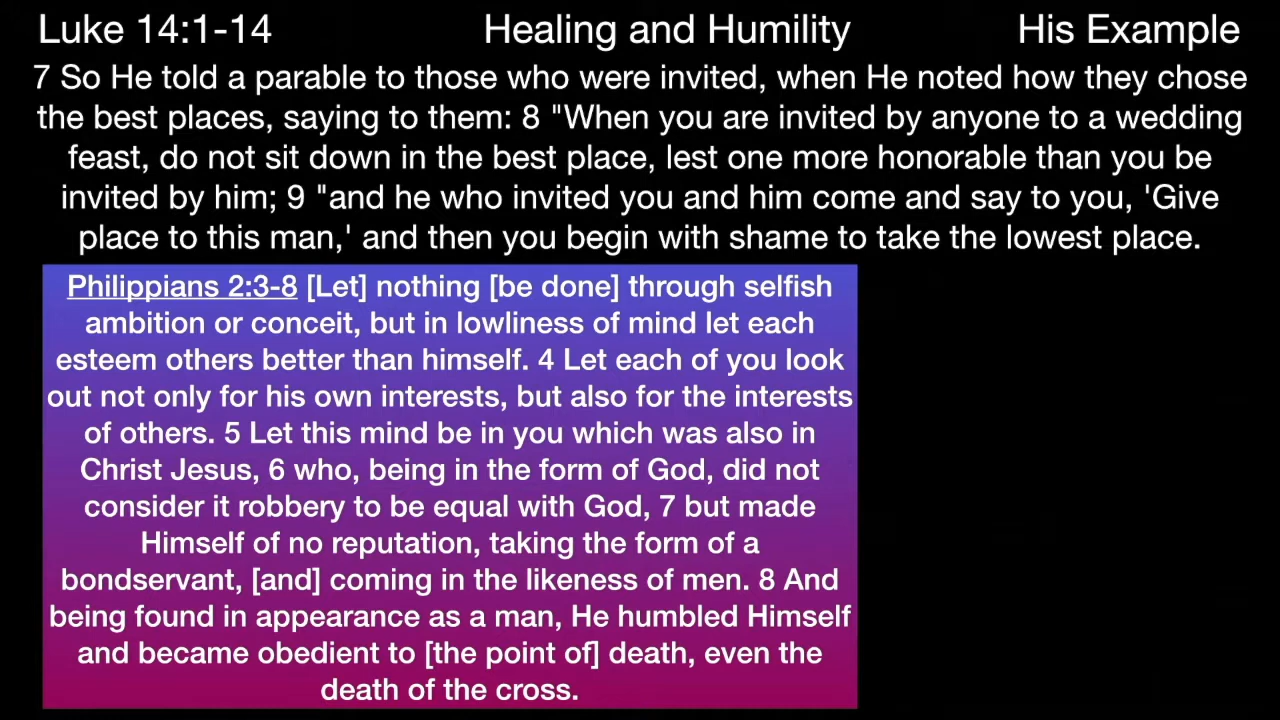 Luke 14:1-14 Healing and Humility His Example
7 So He told a parable to those who were invited, when He noted how they chose
the best places, saying to them: 8 "When you are invited by anyone to a wedding
feast, do not sit down in the best place, lest one more honorable than you be
invited by him; 9 "and he who invited you and him come and say to you, 'Give
place to this man,' and then you begin with shame to take the lowest place.
Philippians 2:3-8 [Let] nothing [be done] through selfish
ambition or conceit, but in lowliness of mind let each
esteem others better than himself. 4 Let each of you look
out not only for his own interests, but also for the interests
of others. 5 Let this mind be in you which was also in
Christ Jesus, 6 who, being in the form of God, did not
consider it robbery to be equal with God, 7 but made
Himself of no reputation, taking the form of a
bondservant, [and] coming in the likeness of men. 8 And
being found in appearance as a man, He humbled Himself
and became obedient to [the point of] death, even the
death of the cross.